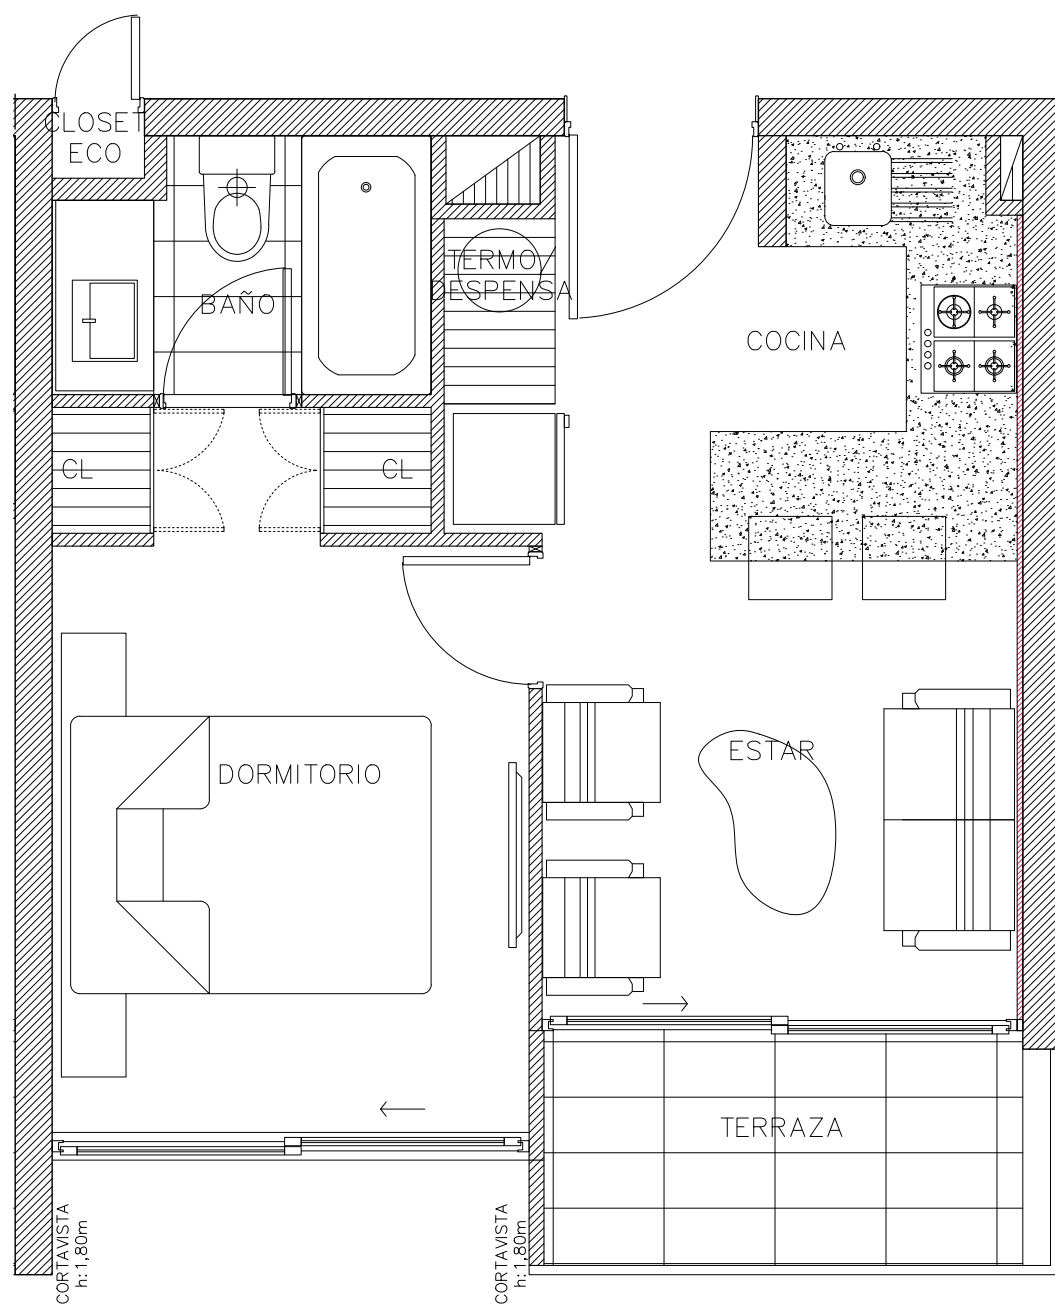 CLOSET
ECO
BAÑO
TERMO/
DESPENSA
COCINA
CL
CL
DORMITORIO
ESTAR
TERRAZA
CORTAVISTA
h:1,80m
CORTAVISTA
h:1,80m